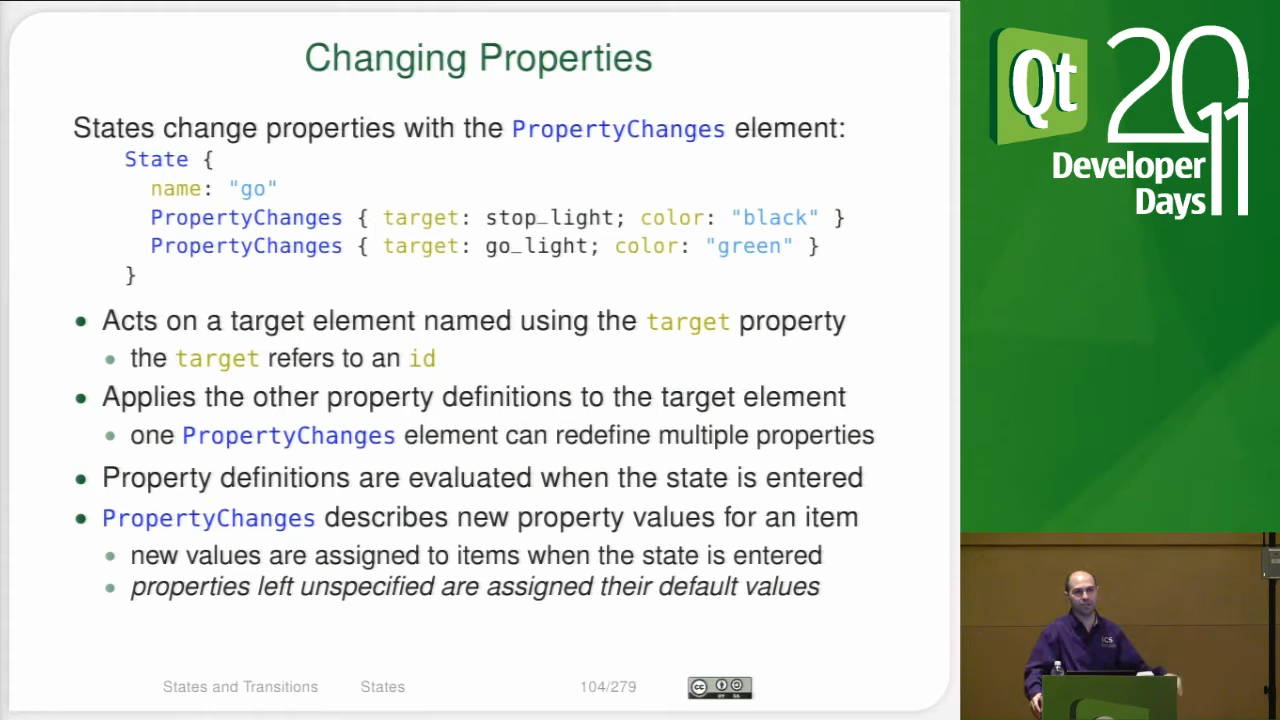 Changing Properties
States change properties with the PropertyChanges element:
State {
name: "go"
PropertyChanges { target: stop_light; color: "black" }
PropertyChanges { target: go_light; color: "green" }
}
• Acts on a target element named using the target property
• the target refers to an id
• Applies the other property definitions to the target element
• one PropertyChanges element can redefine multiple properties
• Property definitions are evaluated when the state is entered
• PropertyChanges describes new property values for an item
• new values are assigned to items when the state is entered
• properties left unspecified are assigned their default values
States and Transitions States 104/279
cc BY SA
Qt 2011
Developer
Days
ICS